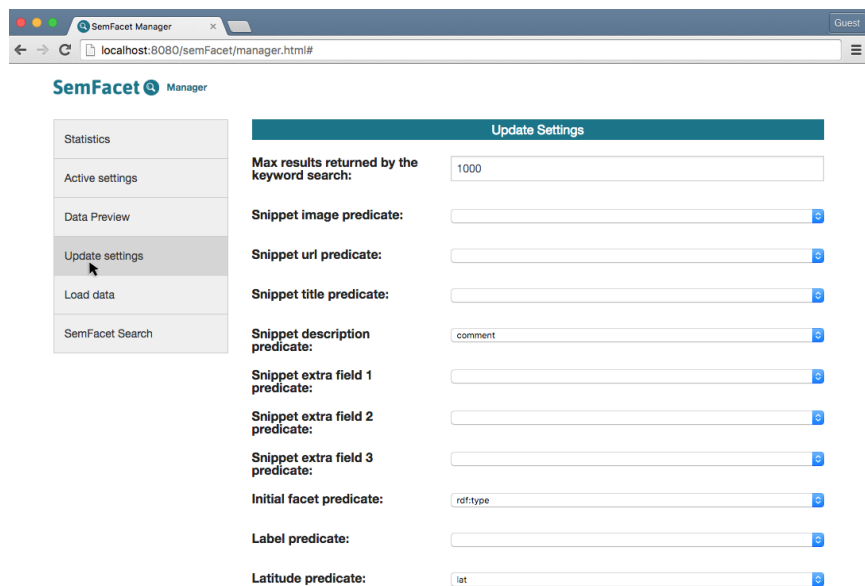 SemFacet Manager
Guest
localhost:8080/semFacet/manager.html#
SemFacet Manager
Statistics
Active settings
Data Preview
Update settings
Load data
SemFacet Search
Update Settings
Max results returned by the
keyword search:
1000
Snippet image predicate:
Snippet url predicate:
Snippet title predicate:
Snippet description
predicate:
comment
Snippet extra field 1
predicate:
Snippet extra field 2
predicate:
Snippet extra field 3
predicate:
Initial facet predicate:
rdf:type
Label predicate:
Latitude predicate:
lat